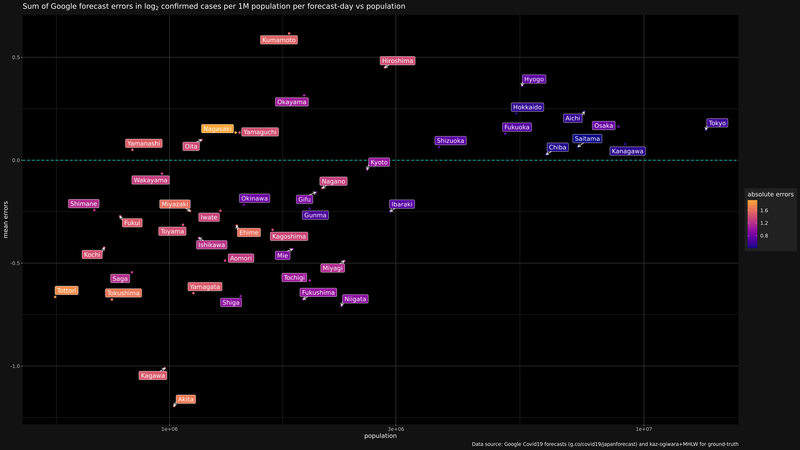 Sum of Google forecast errors in log₂ confirmed cases per 1M population per forecast-day vs population
Kumamoto
0.5
Hiroshima
Hyogo
Okayama
Hokkaido
Aichi
Tokyo
Nagasaki
Yamaguchi
Fukuoka
Osaka
Yamanashi
Oita
Shizuoka
Saitama
Chiba
Kanagawa
0.0
Kyoto
Wakayama
Nagano
absolute errors
Shimane
Miyazaki
Okinawa
Gifu
Ibaraki
1.6
mean errors
Fukui
Iwate
Gunma
1.2
Toyama
Ehime
Kagoshima
0.8
Ishikawa
Kochi
Aomori
Mie
-0.5
Miyagi
Saga
Tochigi
Tottori
Tokushima
Yamagata
Fukushima
Shiga
Niigata
-1.0
Kagawa
Akita
1e+06
3e+06
1e+07
population
Data source: Google Covid19 forecasts (g.co/covid19/japanforecast) and kaz-ogiwara+MHLW for ground-truth